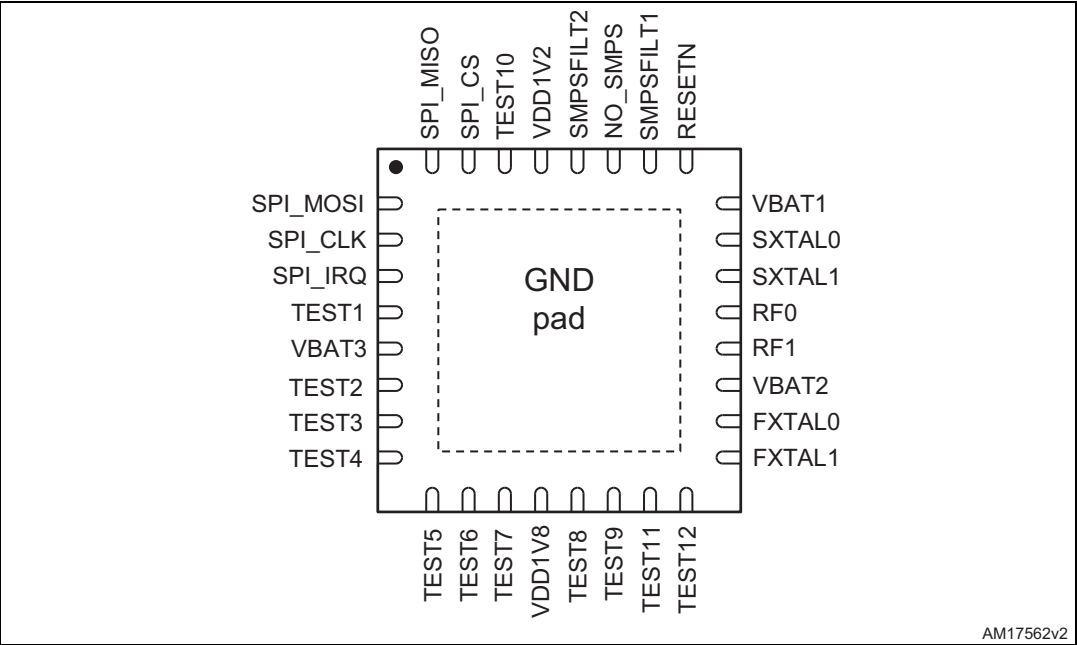 SPI_MISO
SPI_CS
TEST10
VDD1V2
SMPSFILT2
NO_SMPS
SMPSFILT1
RESETN
SPI_MOSI
SPI_CLK
SPI_IRQ
TEST1
VBAT3
TEST2
TEST3
TEST4
GND
pad
VBAT1
SXTAL0
SXTAL1
RF0
RF1
VBAT2
FXTAL0
FXTAL1
TEST5
TEST6
TEST7
VDD1V8
TEST8
TEST9
TEST11
TEST12
AM17562v2